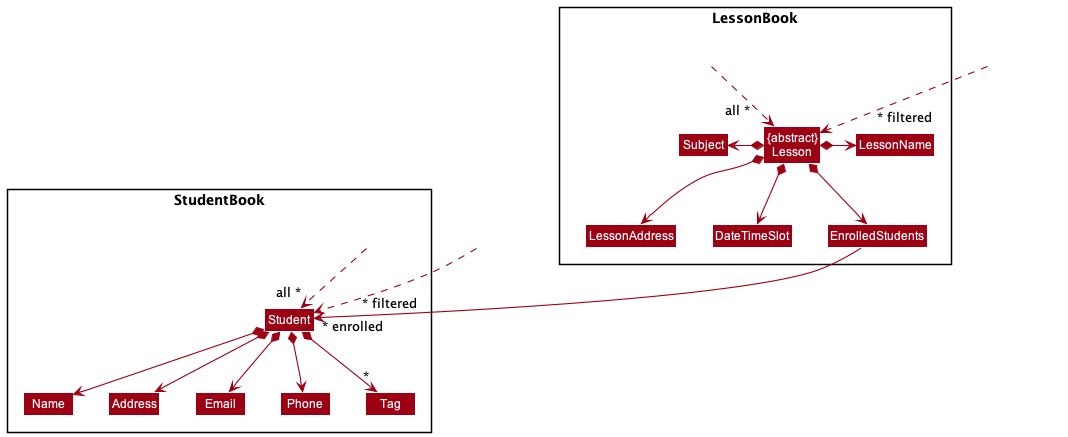 LessonBook
all *
* filtered
{abstract}
Lesson
Subject
LessonName
LessonAddress
DateTimeSlot
EnrolledStudents
StudentBook
all *
* filtered
* enrolled
Student
*
Name
Address
Email
Phone
Tag